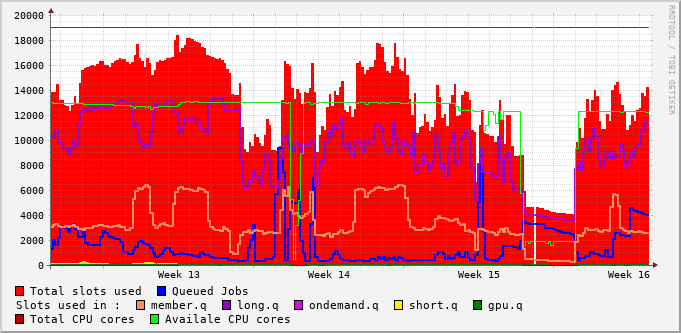 RRDTOOL / TOBI OETIKER
20000
18000
16000
14000
12000
10000
8000
6000
4000
2000
0
Week 13 Week 14 Week 15 Week 16
Total slots used Queued Jobs
Slots used in : member.q long.q ondemand.q short.q gpu.q
Total CPU cores Availale CPU cores